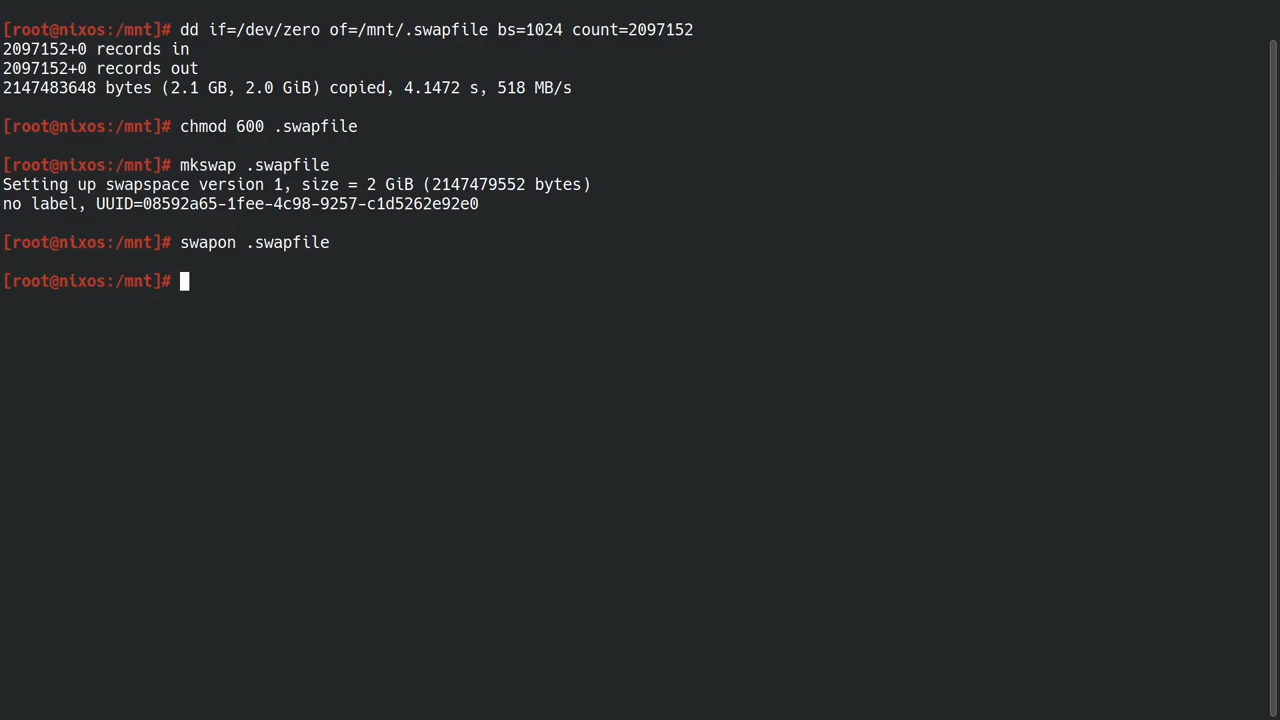 [root@nixos:/mnt]# dd if=/dev/zero of=/mnt/.swapfile bs=1024 count=2097152
2097152+0 records in
2097152+0 records out
2147483648 bytes (2.1 GB, 2.0 GiB) copied, 4.1472 s, 518 MB/s
[root@nixos:/mnt]# chmod 600 .swapfile
[root@nixos:/mnt]# mkswap .swapfile
Setting up swapspace version 1, size = 2 GiB (2147479552 bytes)
no label, UUID=08592a65-1fee-4c98-9257-c1d5262e92e0
[root@nixos:/mnt]# swapon .swapfile
[root@nixos:/mnt]#